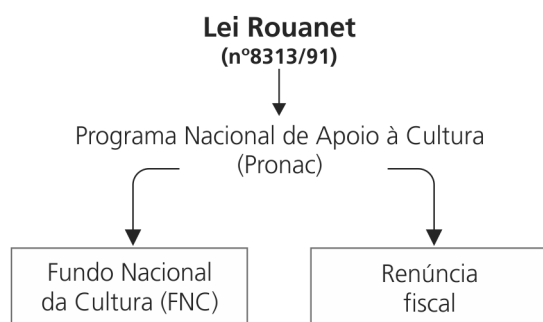 Lei Rouanet
(nº8313/91)
Programa Nacional de Apoio à Cultura
(Pronac)
Fundo Nacional
da Cultura (FNC)
Renúncia
fiscal